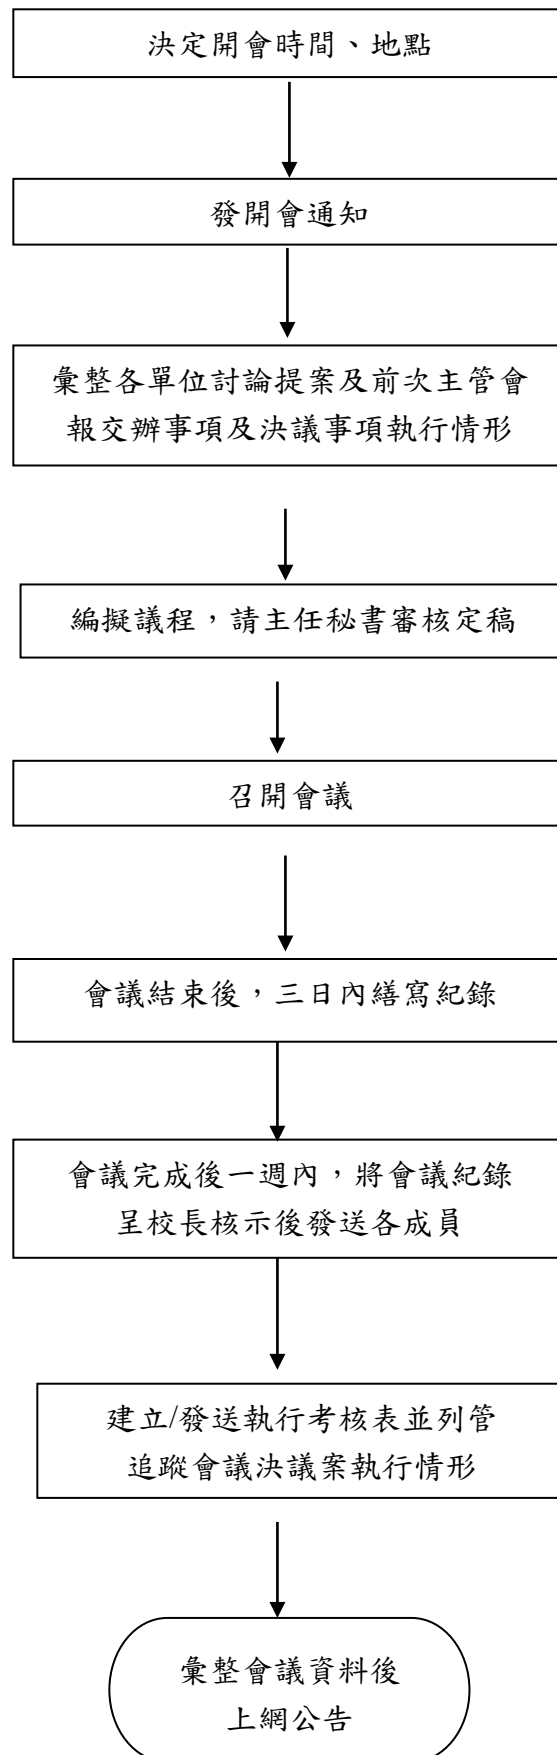 決定開會時間、地點
發開會通知
彙整各單位討論提案及前次主管會
報交辦事項及決議事項執行情形
編擬議程，請主任秘書審核定稿
召開會議
會議結束後，三日內繕寫紀錄
會議完成後一週內，將會議紀錄
呈校長核示後發送各成員
建立/發送執行考核表並列管
追蹤會議決議案執行情形
彙整會議資料後
上網公告